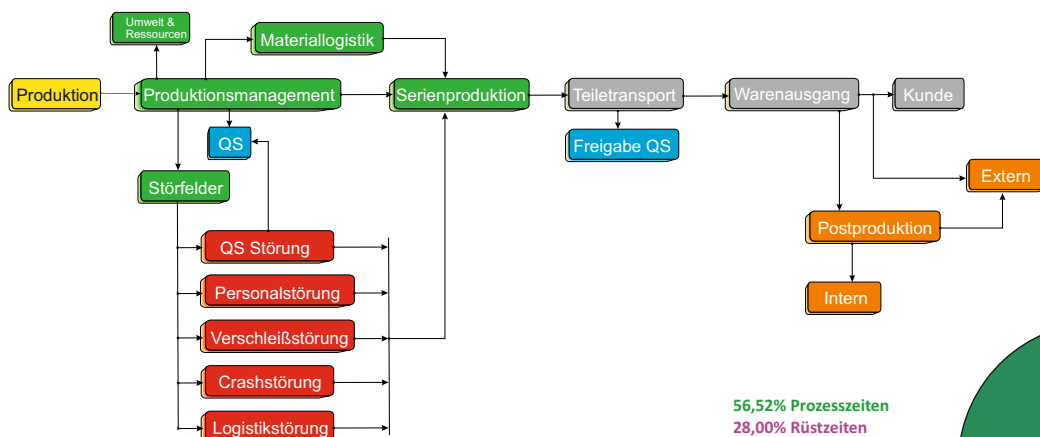 Umwelt &
Ressourcen
Materiallogistik
Produktion
Produktionsmanagement
Serienproduktion
Teiletransport
Warenausgang
Kunde
QS
Freigabe QS
Störfelder
Extern
QS Störung
Postproduktion
Personalstörung
Intern
Verschleißstörung
Crashstörung
Logistikstörung
56,52% Prozesszeiten
28,00% Rüstzeiten